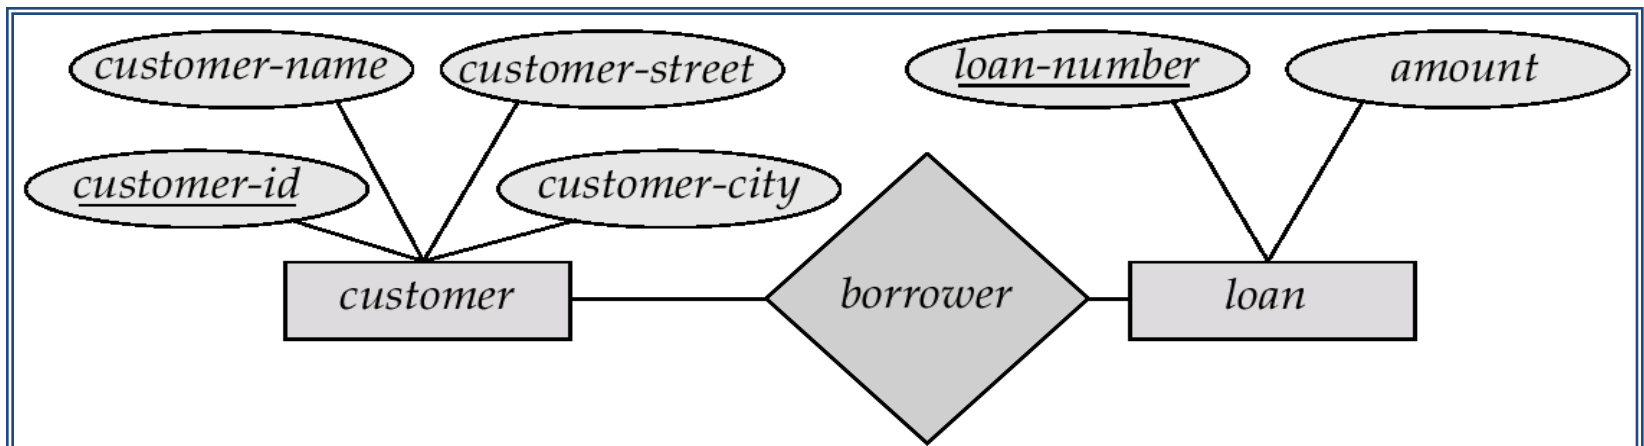 customer-name customer-street loan-number amount
customer-id customer-city
customer borrower loan